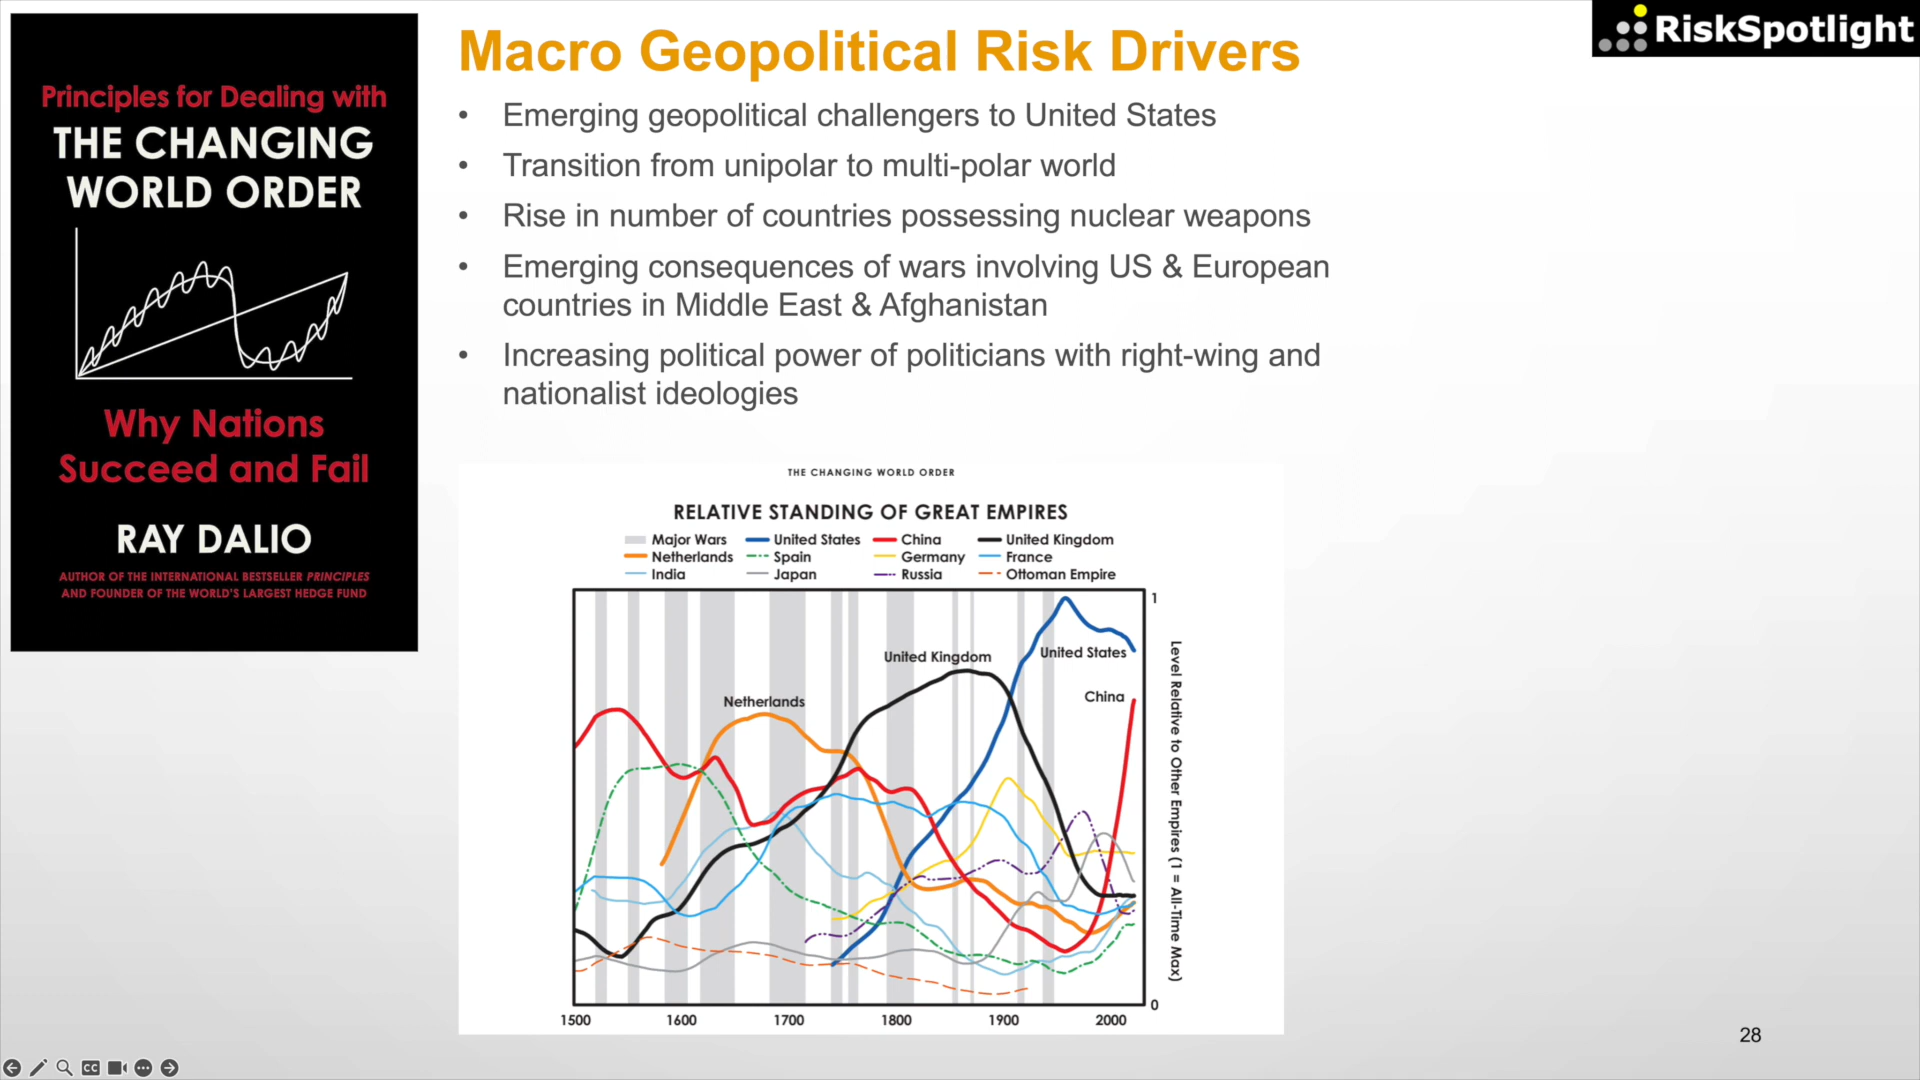 Principles for Dealing with
THE CHANGING
WORLD ORDER
Why Nations
Succeed and Fail
RAY DALIO
AUTHOR OF THE INTERNATIONAL BESTSELLER PRINCIPLES
AND FOUNDER OF THE WORLD'S LARGEST HEDGE FUND
Macro Geopolitical Risk Drivers
RiskSpotlight
• Emerging geopolitical challengers to United States
• Transition from unipolar to multi-polar world
• Rise in number of countries possessing nuclear weapons
• Emerging consequences of wars involving US & European
countries in Middle East & Afghanistan
• Increasing political power of politicians with right-wing and
nationalist ideologies
THE CHANGING WORLD ORDER
RELATIVE STANDING OF GREAT EMPIRES
Major Wars United States China United Kingdom
Netherlands Spain Germany France
India Japan Russia Ottoman Empire
1
United Kingdom
United States
China
Netherlands
Level Relative to Other Empires (1 = All-Time Max)
0
1500 1600 1700 1800 1900 2000
28
CC